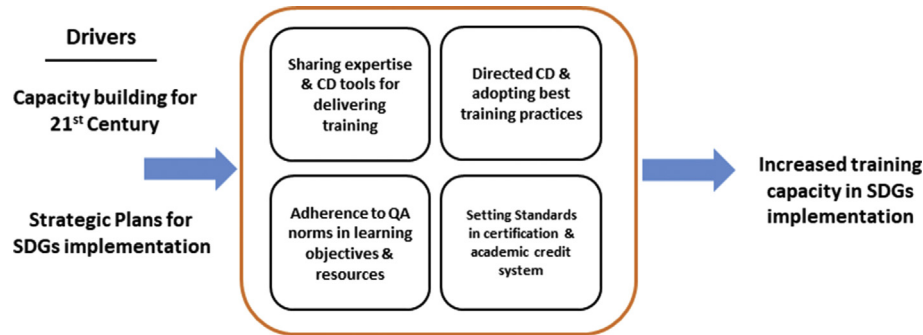 Drivers
Capacity building for
21st Century
Strategic Plans for
SDGs implementation
Sharing expertise
& CD tools for
delivering
training
Directed CD &
adopting best
training practices
Adherence to QA
norms in learning
objectives &
resources
Setting Standards
in certification &
academic credit
system
Increased training
capacity in SDGs
implementation